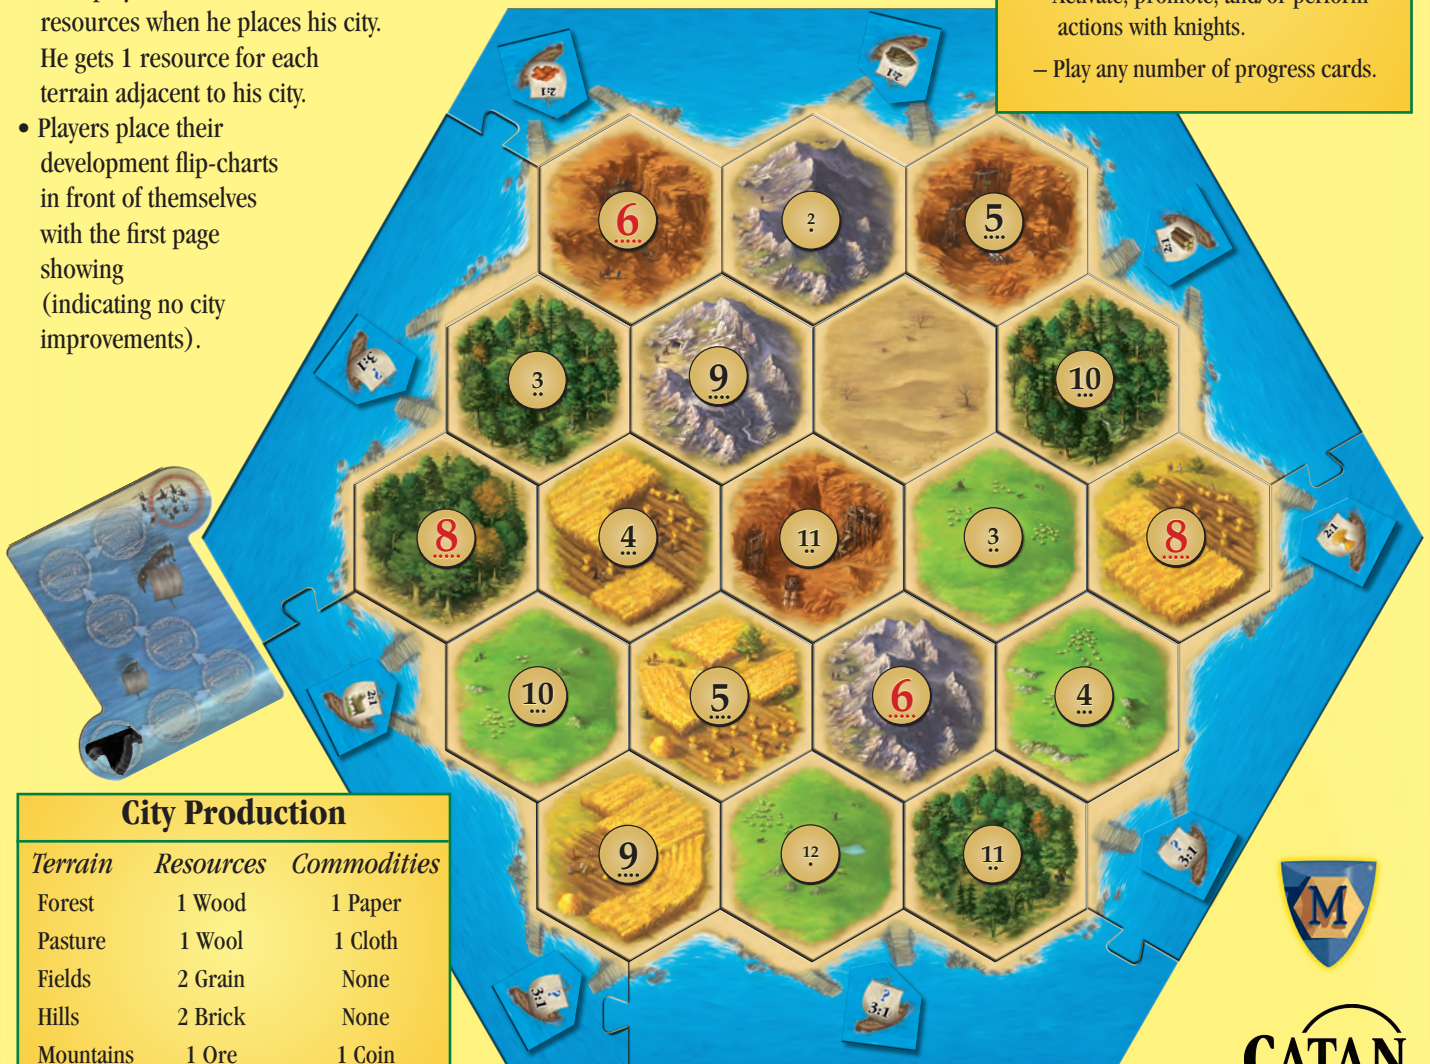 resources when he places his city.
He gets 1 resource for each
terrain adjacent to his city.
• Players place their
development flip-charts
in front of themselves
with the first page
showing
(indicating no city
improvements).
actions with knights.
– Play any number of progress cards.
2:1
2:1
6
2
5
2:1
3:1
?
3
9
10
8
4
11
3
8
2:1
10
5
6
4
2:1
9
12
11
?
3:1
?
3:1
?
3:1
City Production
Terrain Resources Commodities
Forest 1 Wood 1 Paper
Pasture 1 Wool 1 Cloth
Fields 2 Grain None
Hills 2 Brick None
Mountains 1 Ore 1 Coin
M
CATAN